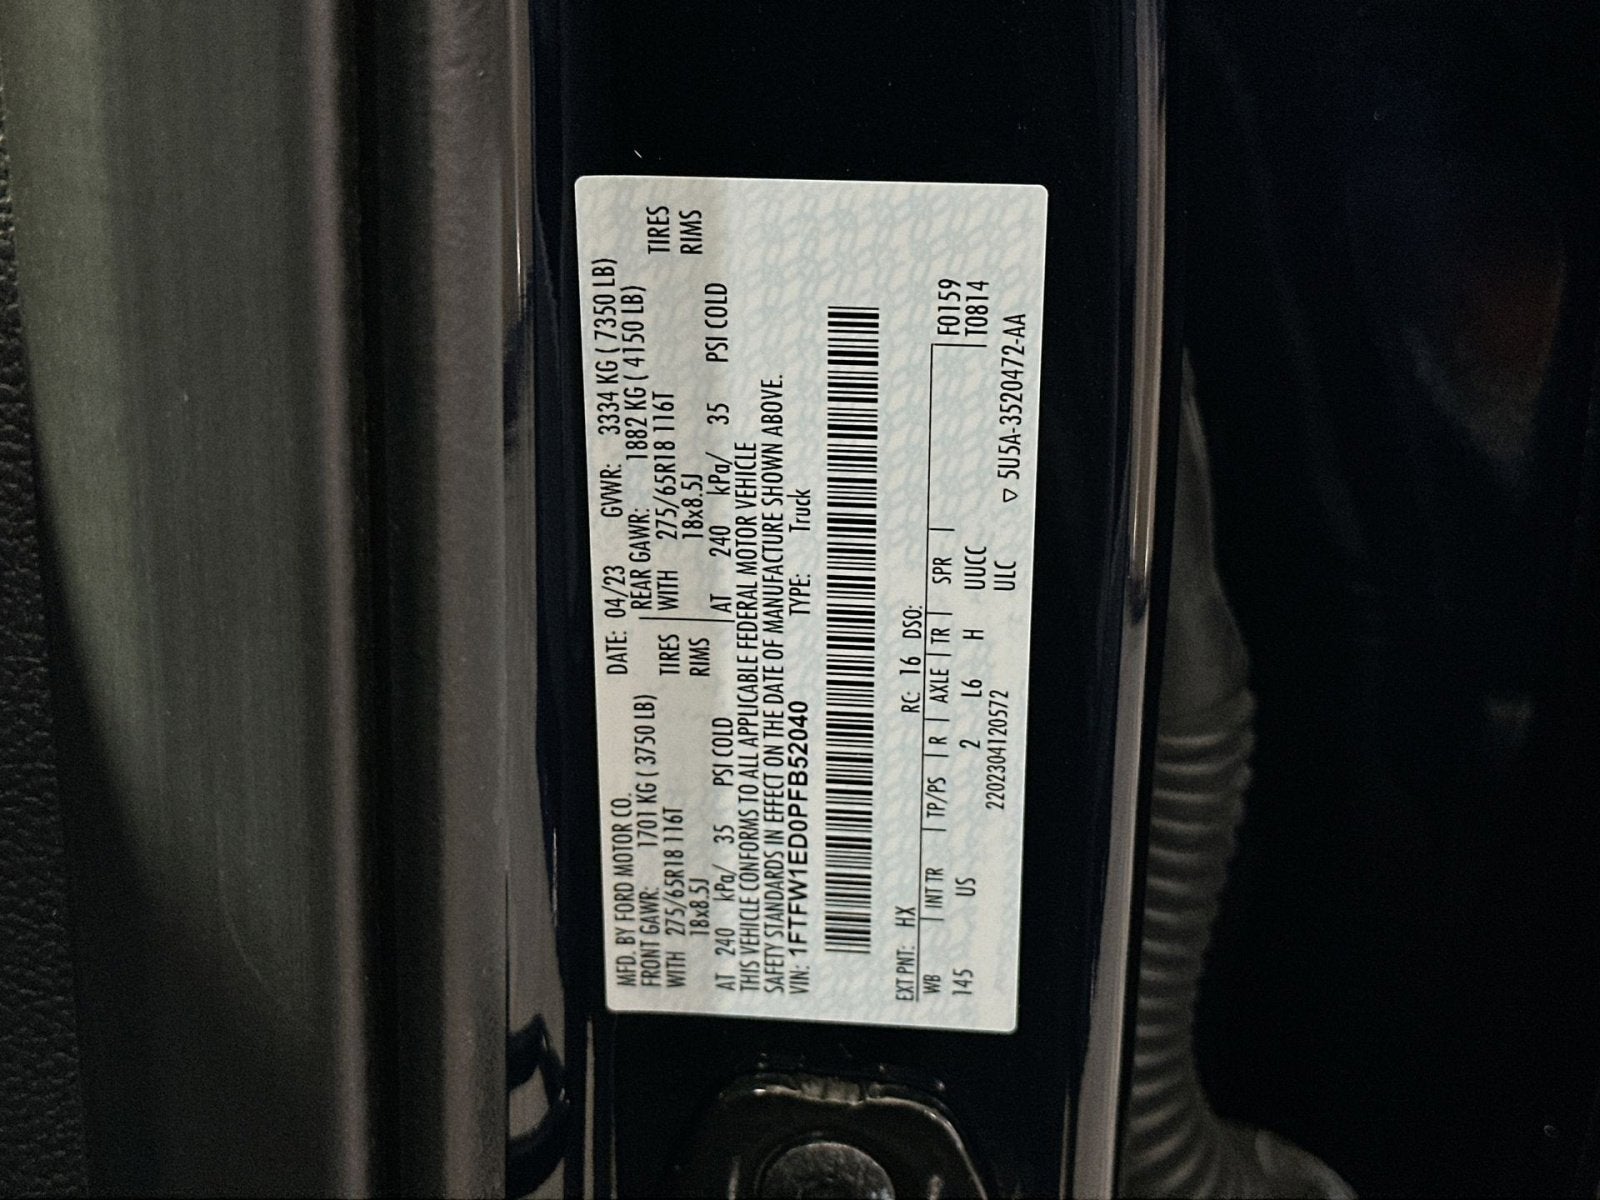 MFD. BY FORD MOTOR CO.
DATE: 04/23 GVWR: 3334 KG ( 7350 LB)
FRONT GAWR: 1701 KG ( 3750 LB)
REAR GAWR: 1882 KG ( 4150 LB)
WITH 275/65R18 116T TIRES
WITH 275/65R18 116T TIRES
18x8.5J RIMS
18x8.5J RIMS
AT 240 kPa/ 35 PSI COLD
AT 240 kPa/ 35 PSI COLD
THIS VEHICLE CONFORMS TO ALL APPLICABLE FEDERAL MOTOR VEHICLE
SAFETY STANDARDS IN EFFECT ON THE DATE OF MANUFACTURE SHOWN ABOVE.
VIN: 1FTFW1ED0PFB52040 TYPE: Truck
EXT PNT: HX RC: 16 DSO:
WB | INT TR | TP/PS | R | AXLE | TR | SPR | F0159
145 US 2 L6 H UUCC T0814
2202304120572 ULC ▽ 5U5A-3520472-AA